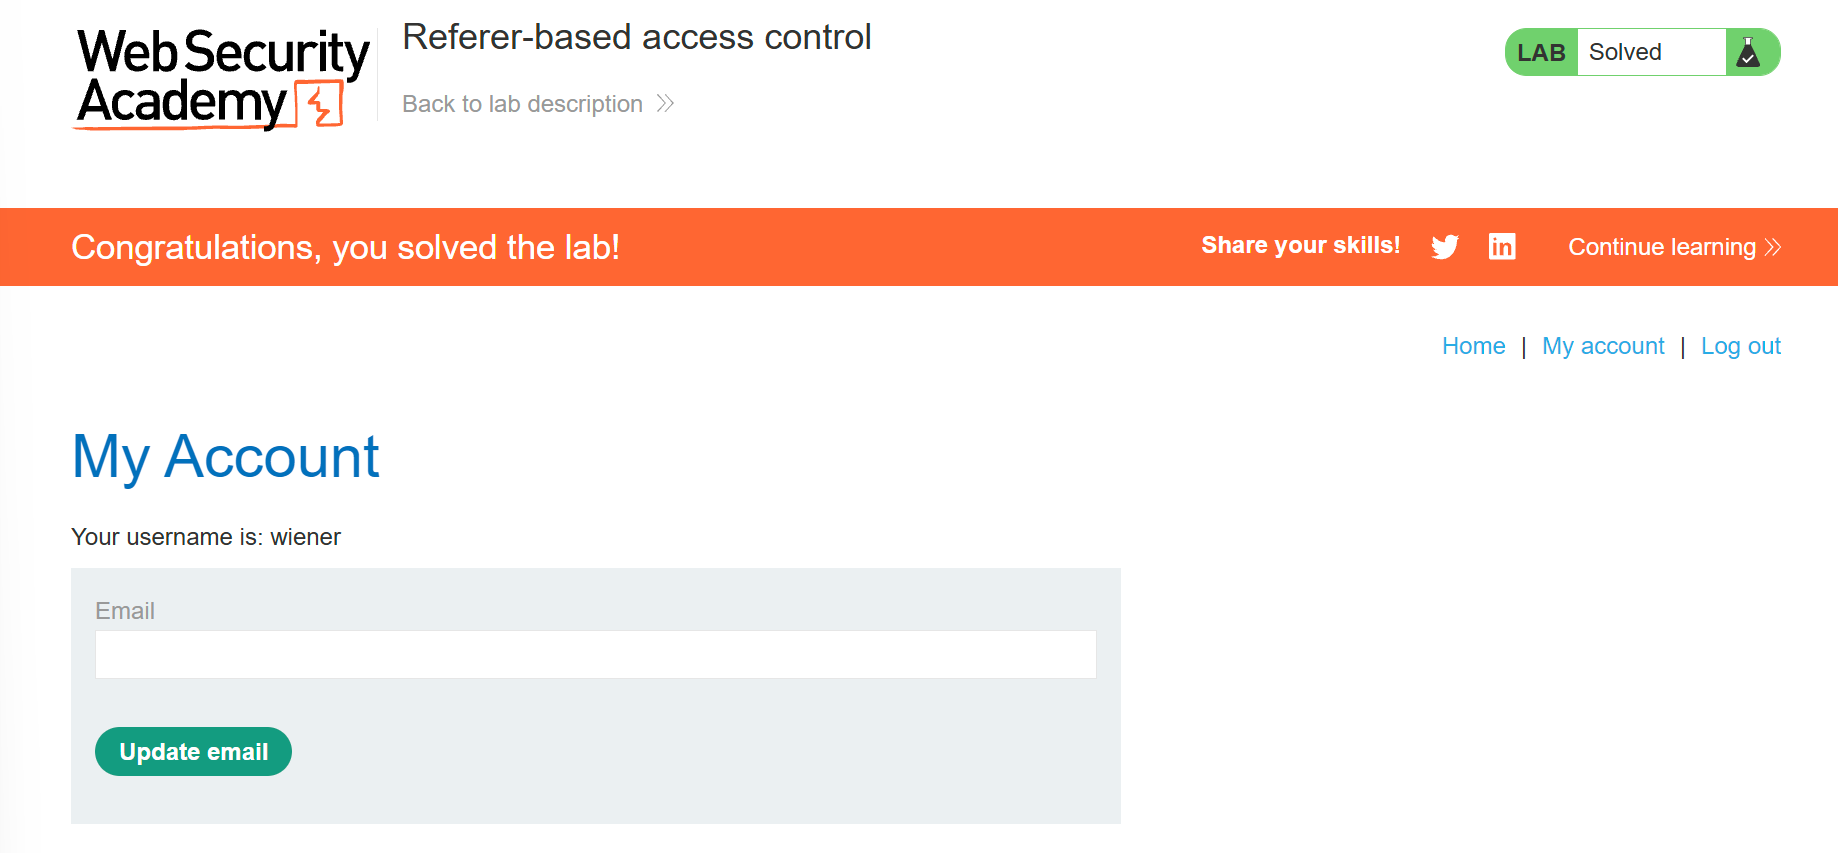 Web Security
Academy
Referer-based access control
Back to lab description
LAB Solved
Congratulations, you solved the lab!
Share your skills!
Continue learning
Home | My account | Log out
My Account
Your username is: wiener
Email
Update email